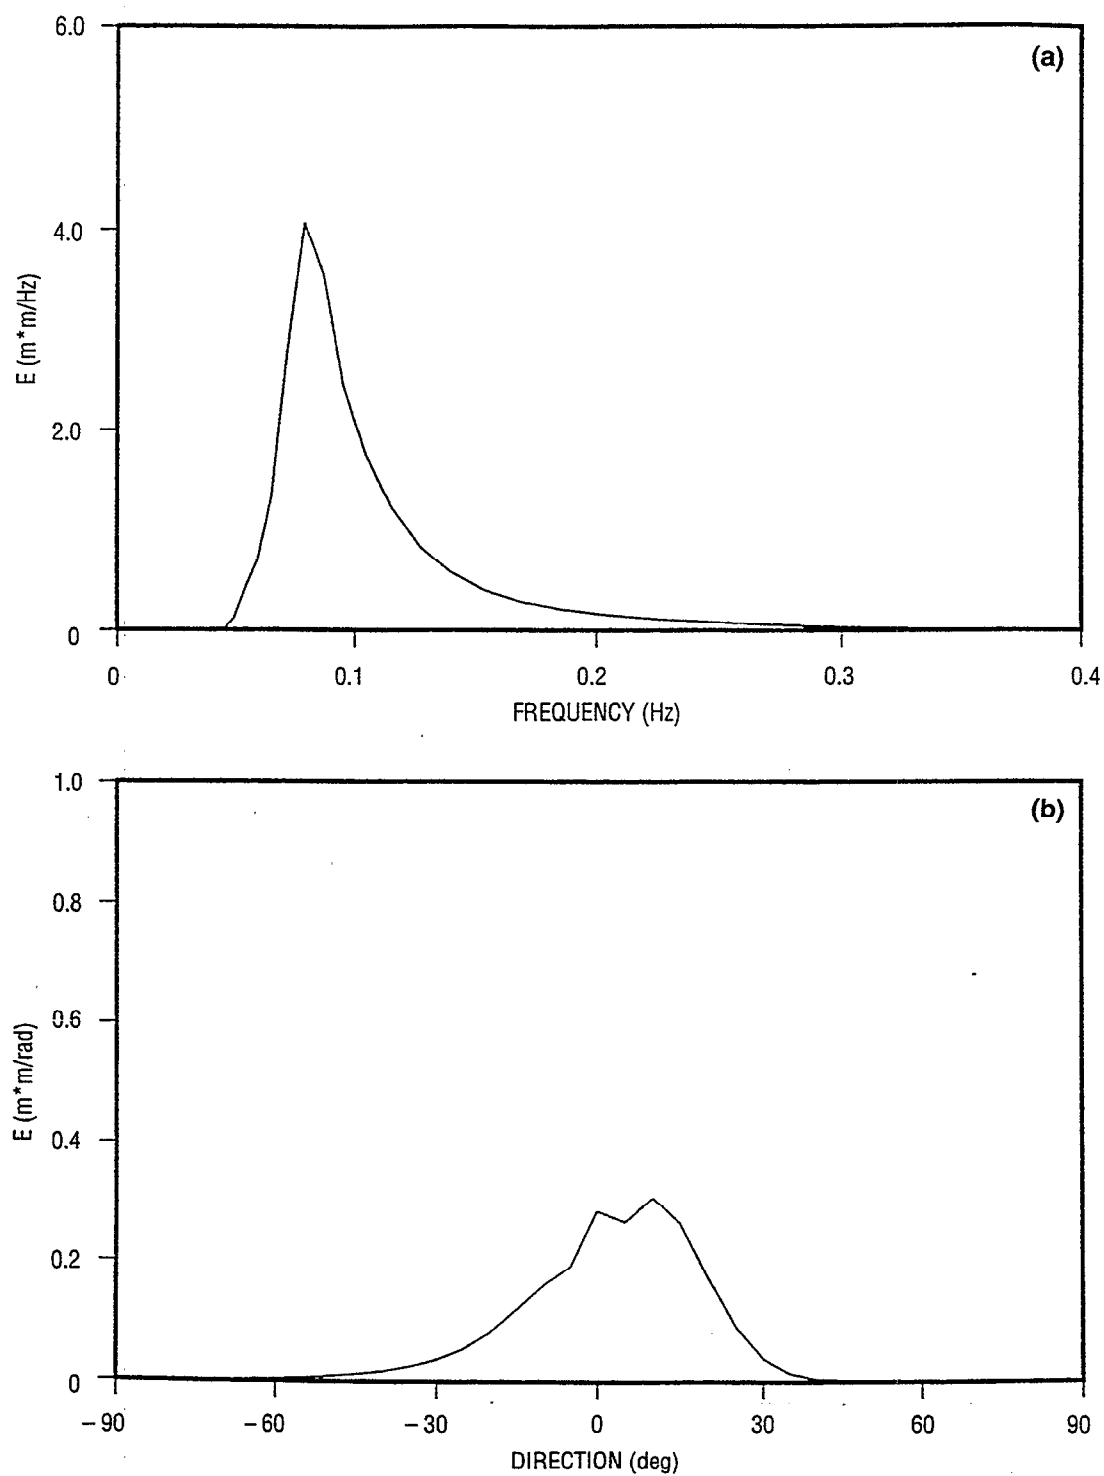 6.0
(a)
4.0
E (m*m/Hz)
2.0
0
0 0.1 0.2 0.3 0.4
FREQUENCY (Hz)
1.0
(b)
0.8
0.6
E (m*m/rad)
0.4
0.2
0
−90 −60 −30 0 30 60 90
DIRECTION (deg)